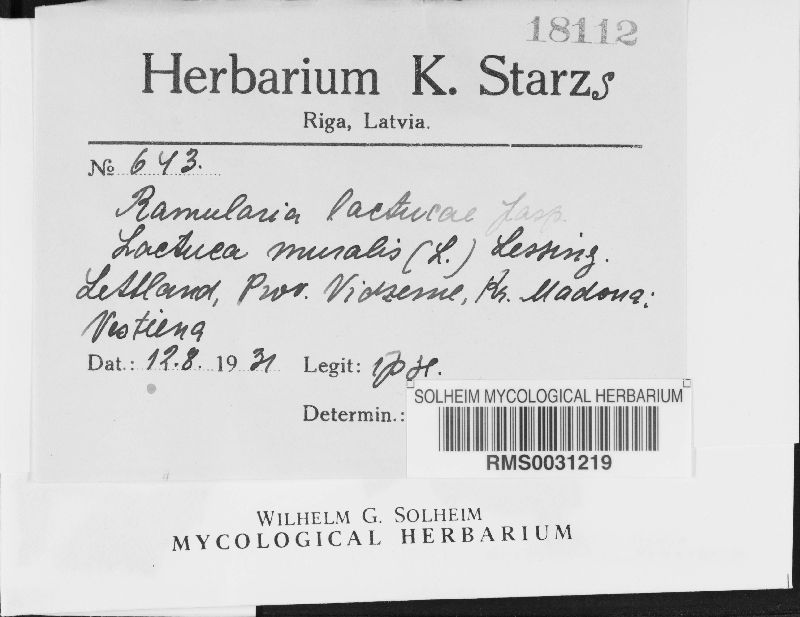 18112
Herbarium K. Starzs
Riga, Latvia.
№ 643.
Ramularia lactucae Jaap.
Lactuca muralis (L.) Lessing.
Lettland, Prov. Vidzeme, Kr. Madona:
Vestiena
Dat.: 12.8. 1931 Legit:
Determin.:
SOLHEIM MYCOLOGICAL HERBARIUM
RMS0031219
WILHELM G. SOLHEIM
MYCOLOGICAL HERBARIUM